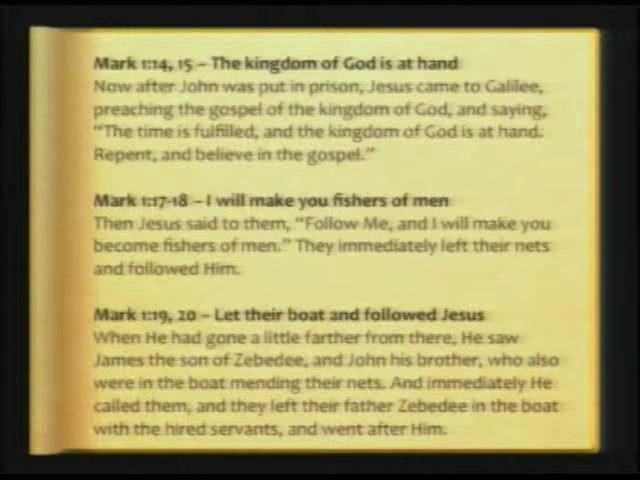 Mark 1:14, 15 – The kingdom of God is at hand
Now after John was put in prison, Jesus came to Galilee,
preaching the gospel of the kingdom of God, and saying,
“The time is fulfilled, and the kingdom of God is at hand.
Repent, and believe in the gospel.”
Mark 1:17-18 – I will make you fishers of men
Then Jesus said to them, “Follow Me, and I will make you
become fishers of men.” They immediately left their nets
and followed Him.
Mark 1:19, 20 – Let their boat and followed Jesus
When He had gone a little farther from there, He saw
James the son of Zebedee, and John his brother, who also
were in the boat mending their nets. And immediately He
called them, and they left their father Zebedee in the boat
with the hired servants, and went after Him.